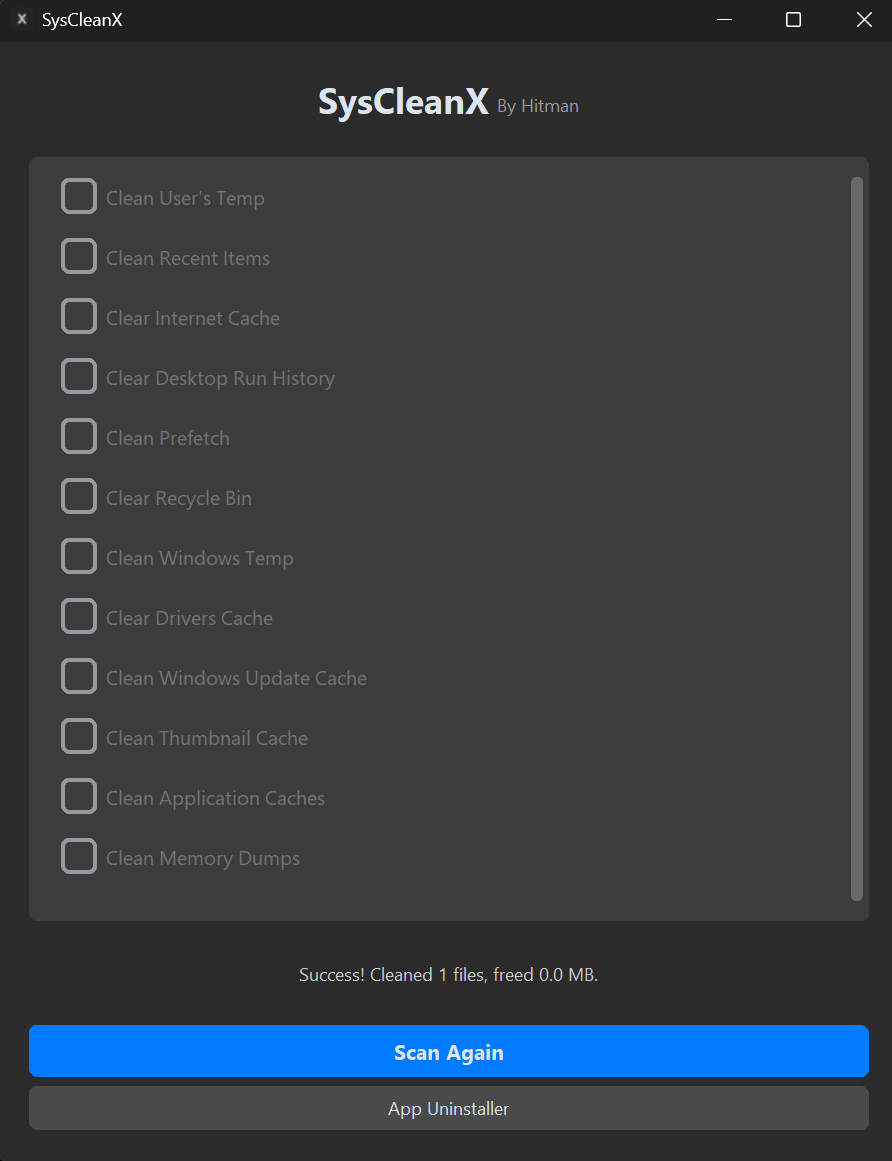 X SysCleanX
SysCleanX By Hitman
Clean User's Temp
Clean Recent Items
Clear Internet Cache
Clear Desktop Run History
Clean Prefetch
Clear Recycle Bin
Clean Windows Temp
Clear Drivers Cache
Clean Windows Update Cache
Clean Thumbnail Cache
Clean Application Caches
Clean Memory Dumps
Success! Cleaned 1 files, freed 0.0 MB.
Scan Again
App Uninstaller